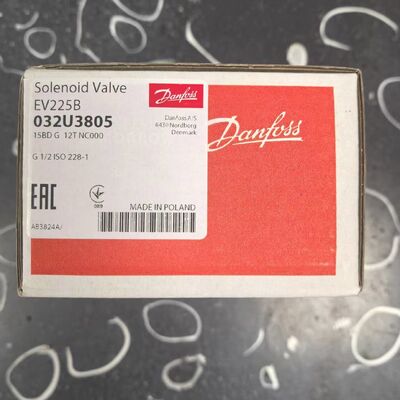 Solenoid Valve
EV225B
032U3805
15BD G 12T NC000
G 1/2 ISO 228-1
Danfoss
Danfoss A/S
6430 Nordborg
Denmark
Danfoss
EAC
089
MADE IN POLAND
AB3824A/